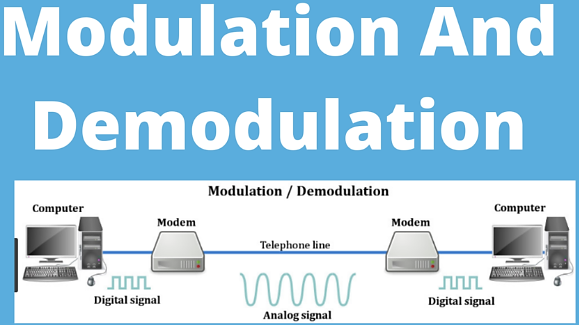 Modulation And
Demodulation
Modulation / Demodulation
Computer
Computer
Modem
Modem
Telephone line
Digital signal
Digital signal
Analog signal